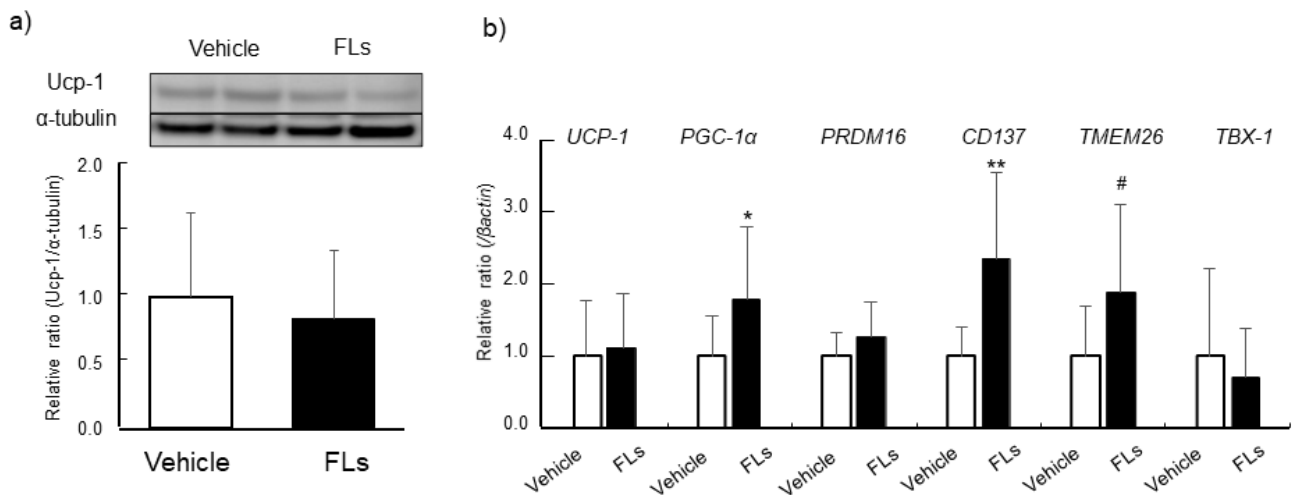 a)
Vehicle FLs
Ucp-1
α-tubulin
Relative ratio (Ucp-1/α-tubulin)
2.0
1.5
1.0
0.5
0.0
Vehicle FLs
b)
Relative ratio (/βactin)
4.0
3.0
2.0
1.0
0.0
UCP-1 PGC-1α PRDM16 CD137 TMEM26 TBX-1
* ** #
Vehicle FLs Vehicle FLs Vehicle FLs Vehicle FLs Vehicle FLs Vehicle FLs